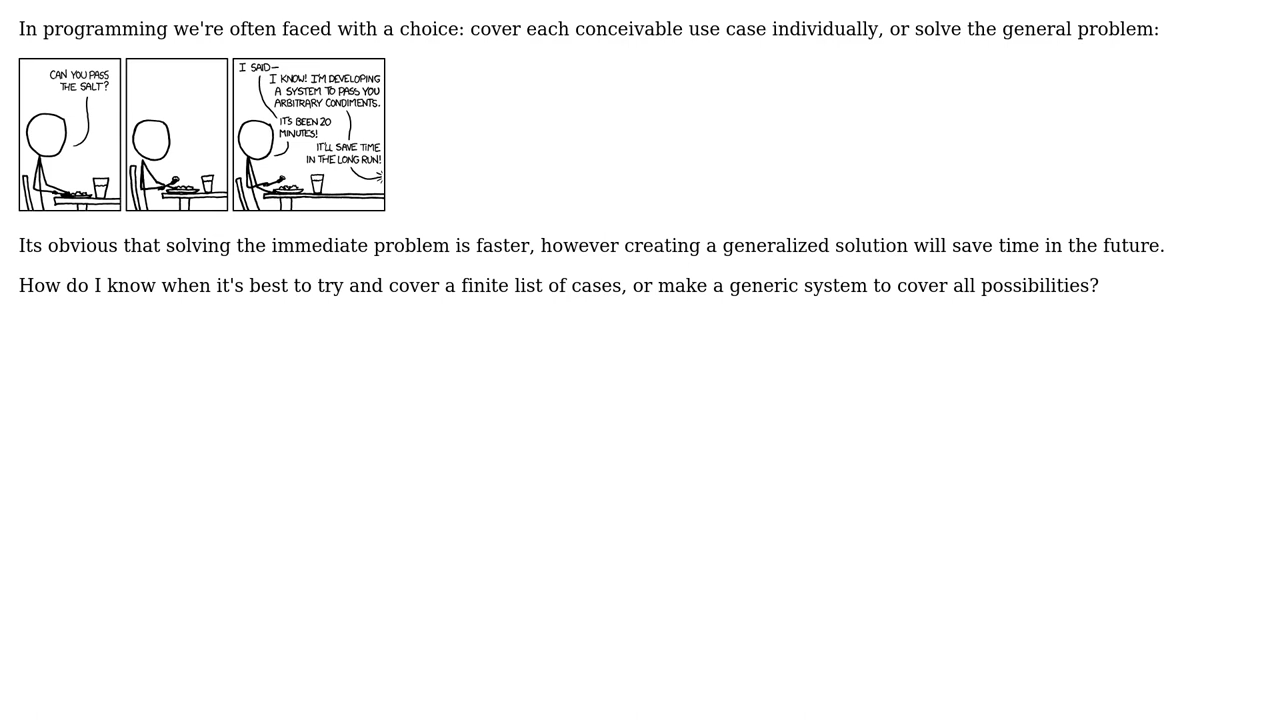 In programming we're often faced with a choice: cover each conceivable use case individually, or solve the general problem:
CAN YOU PASS
THE SALT?
I SAID—
I KNOW! I'M DEVELOPING
A SYSTEM TO PASS YOU
ARBITRARY CONDIMENTS.
IT'S BEEN 20
MINUTES!
IT'LL SAVE TIME
IN THE LONG RUN!
Its obvious that solving the immediate problem is faster, however creating a generalized solution will save time in the future.
How do I know when it's best to try and cover a finite list of cases, or make a generic system to cover all possibilities?